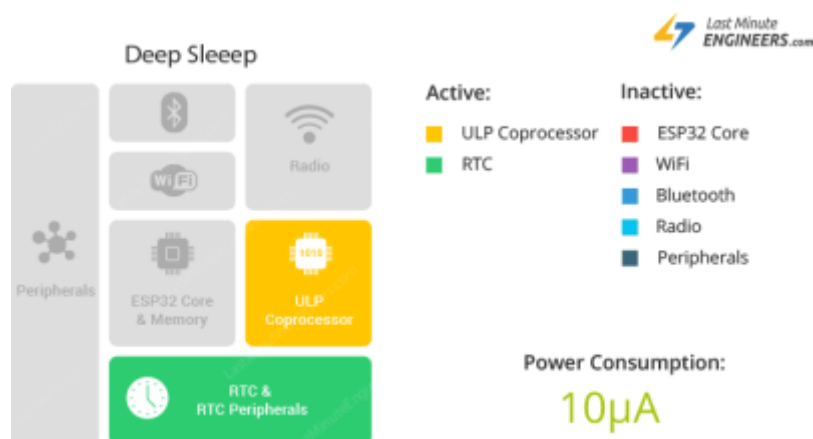 Last Minute
ENGINEERS.com
Deep Sleeep
Active:
ULP Coprocessor
RTC
Inactive:
ESP32 Core
WiFi
Bluetooth
Radio
Peripherals
Peripherals
WiFi
Radio
ESP32 Core
& Memory
1010
ULP
Coprocessor
RTC &
RTC Peripherals
Power Consumption:
10µA